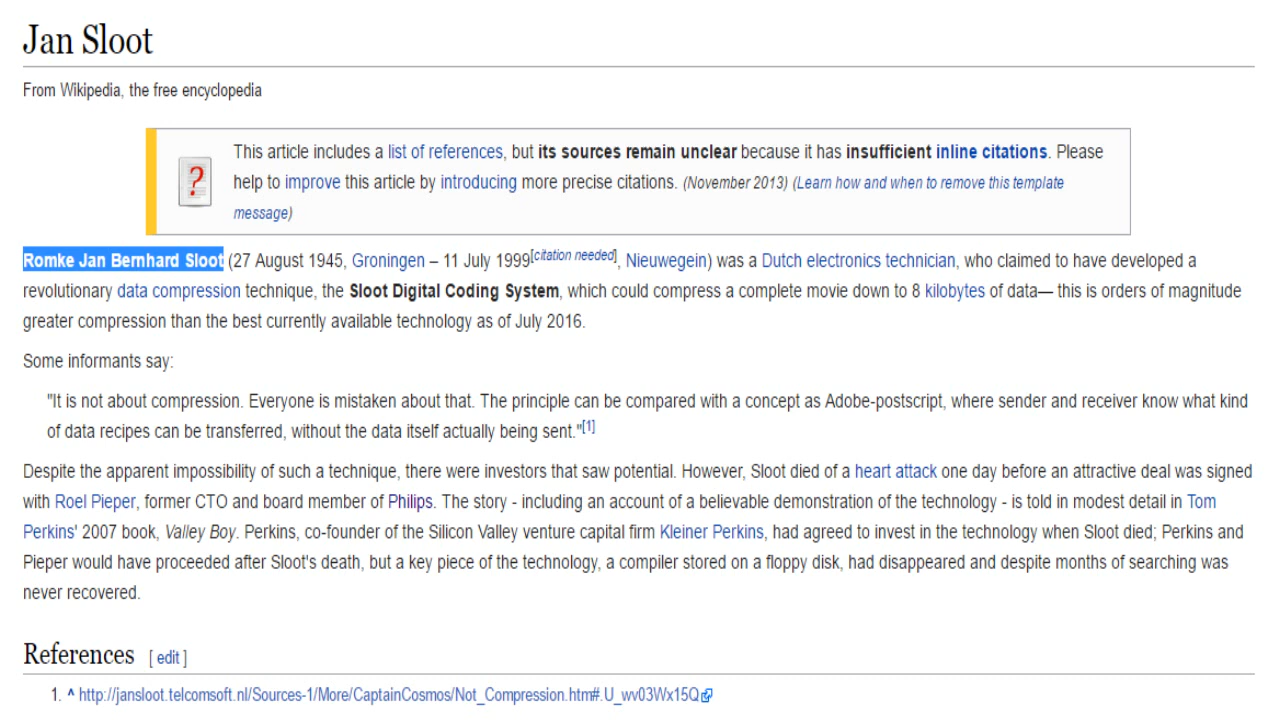 Jan Sloot
From Wikipedia, the free encyclopedia
This article includes a list of references, but its sources remain unclear because it has insufficient inline citations. Please
help to improve this article by introducing more precise citations. (November 2013) (Learn how and when to remove this template
message)
Romke Jan Bernhard Sloot (27 August 1945, Groningen – 11 July 1999[citation needed], Nieuwegein) was a Dutch electronics technician, who claimed to have developed a
revolutionary data compression technique, the Sloot Digital Coding System, which could compress a complete movie down to 8 kilobytes of data— this is orders of magnitude
greater compression than the best currently available technology as of July 2016.
Some informants say:
"It is not about compression. Everyone is mistaken about that. The principle can be compared with a concept as Adobe-postscript, where sender and receiver know what kind
of data recipes can be transferred, without the data itself actually being sent."[1]
Despite the apparent impossibility of such a technique, there were investors that saw potential. However, Sloot died of a heart attack one day before an attractive deal was signed
with Roel Pieper, former CTO and board member of Philips. The story - including an account of a believable demonstration of the technology - is told in modest detail in Tom
Perkins' 2007 book, Valley Boy. Perkins, co-founder of the Silicon Valley venture capital firm Kleiner Perkins, had agreed to invest in the technology when Sloot died; Perkins and
Pieper would have proceeded after Sloot's death, but a key piece of the technology, a compiler stored on a floppy disk, had disappeared and despite months of searching was
never recovered.
References [ edit ]
1. ^ http://jansloot.telcomsoft.nl/Sources-1/More/CaptainCosmos/Not_Compression.htm#.U_wv03Wx15Q